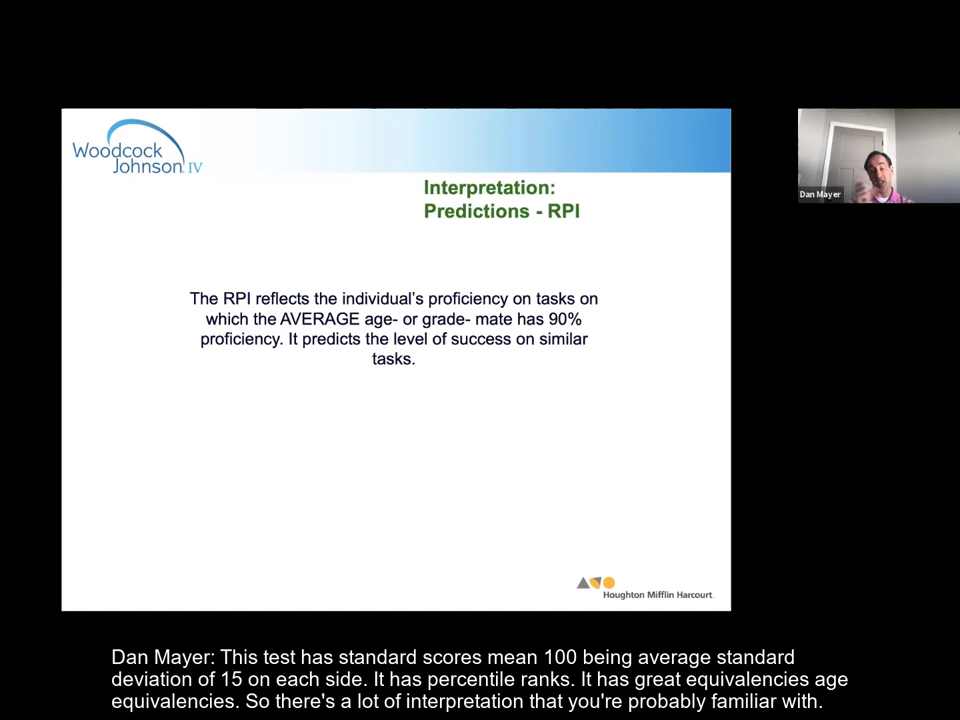 Woodcock
Johnson IV
Interpretation:
Predictions - RPI
Dan Mayer
The RPI reflects the individual’s proficiency on tasks on
which the AVERAGE age- or grade- mate has 90%
proficiency. It predicts the level of success on similar
tasks.
Houghton Mifflin Harcourt
Dan Mayer: This test has standard scores mean 100 being average standard
deviation of 15 on each side. It has percentile ranks. It has great equivalencies age
equivalencies. So there's a lot of interpretation that you're probably familiar with.